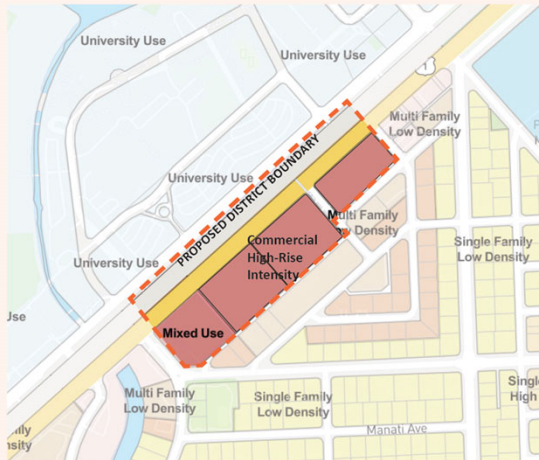 University Use
University Use
1
Multi Family
Low Density
PROPOSED DISTRICT BOUNDARY
University Use
Multi Family
Density
Commercial
High-Rise
Intensity
Single Family
Low Density
University Use
Use
Mixed Use
Multi Family
Low Density
Single Family
Low Density
High
Manati Ave